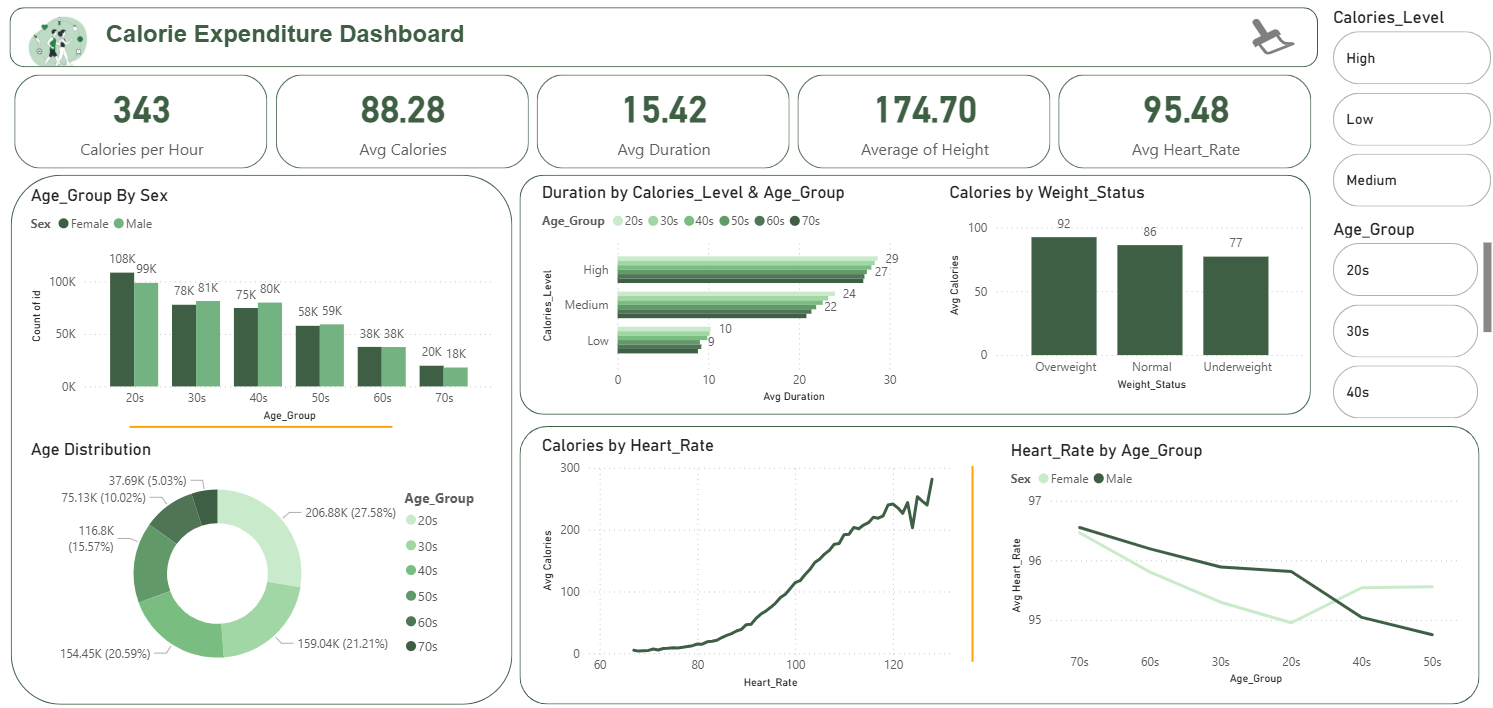 Calorie Expenditure Dashboard
343
Calories per Hour
88.28
Avg Calories
15.42
Avg Duration
174.70
Average of Height
95.48
Avg Heart_Rate
Calories_Level
High
Low
Medium
Age_Group
20s
30s
40s
Age_Group By Sex
Sex Female Male
Count of id
100K
50K
0K
108K 99K 78K 81K 75K 80K 58K 59K 38K 38K 20K 18K
20s 30s 40s 50s 60s 70s
Age_Group
Age Distribution
37.69K (5.03%)
75.13K (10.02%)
116.8K
(15.57%)
154.45K (20.59%)
206.88K (27.58%)
159.04K (21.21%)
Age_Group
20s
30s
40s
50s
60s
70s
Duration by Calories_Level & Age_Group
Age_Group 20s 30s 40s 50s 60s 70s
Calories_Level
High 29 27
Medium 24 22
Low 10 9
0 10 20 30
Avg Duration
Calories by Weight_Status
Avg Calories
100
50
0
92 86 77
Overweight Normal Underweight
Weight_Status
Calories by Heart_Rate
Avg Calories
300
200
100
0
60 80 100 120
Heart_Rate
Heart_Rate by Age_Group
Sex Female Male
Avg Heart_Rate
97
96
95
70s 60s 30s 20s 40s 50s
Age_Group